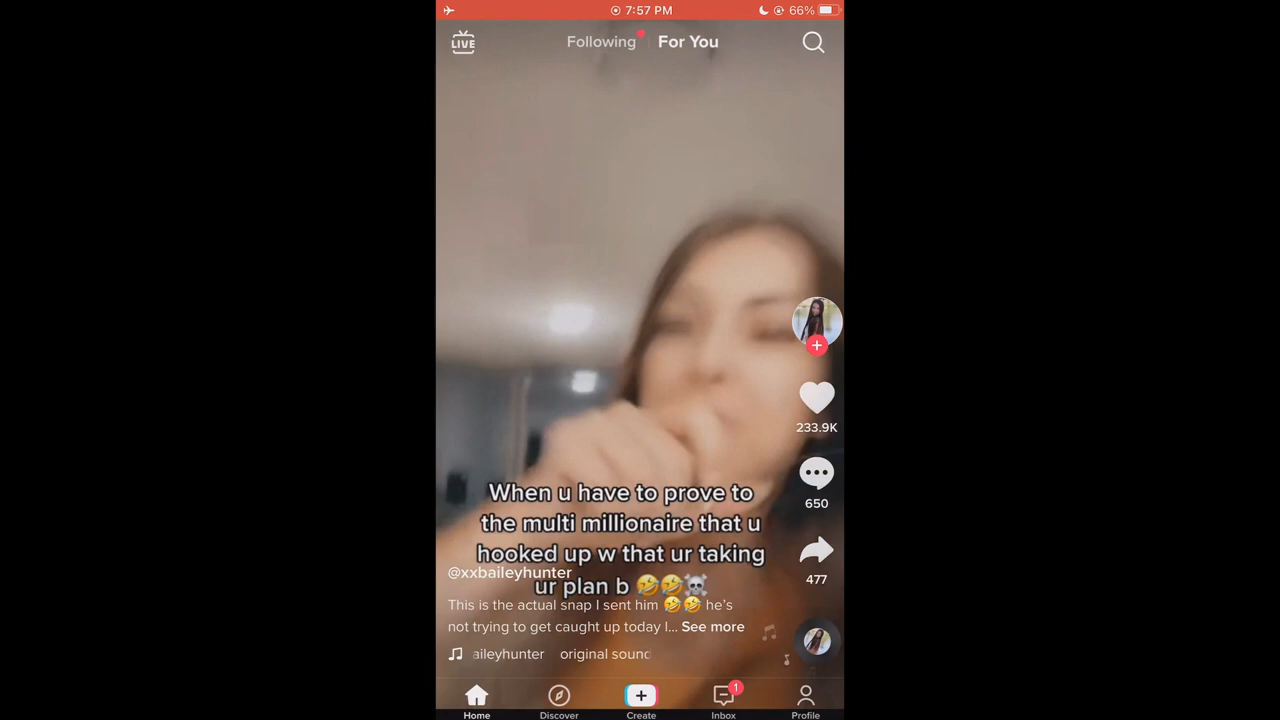 7:57 PM
66%
LIVE
Following
For You
233.9K
650
477
When u have to prove to
the multi millionaire that u
hooked up w that ur taking
ur plan b 🤣🤣☠️
@xxbaileyhunter
This is the actual snap I sent him 🤣🤣 he's
not trying to get caught up today I... See more
aileyhunter original sound
Home
Discover
Create
1
Inbox
Profile